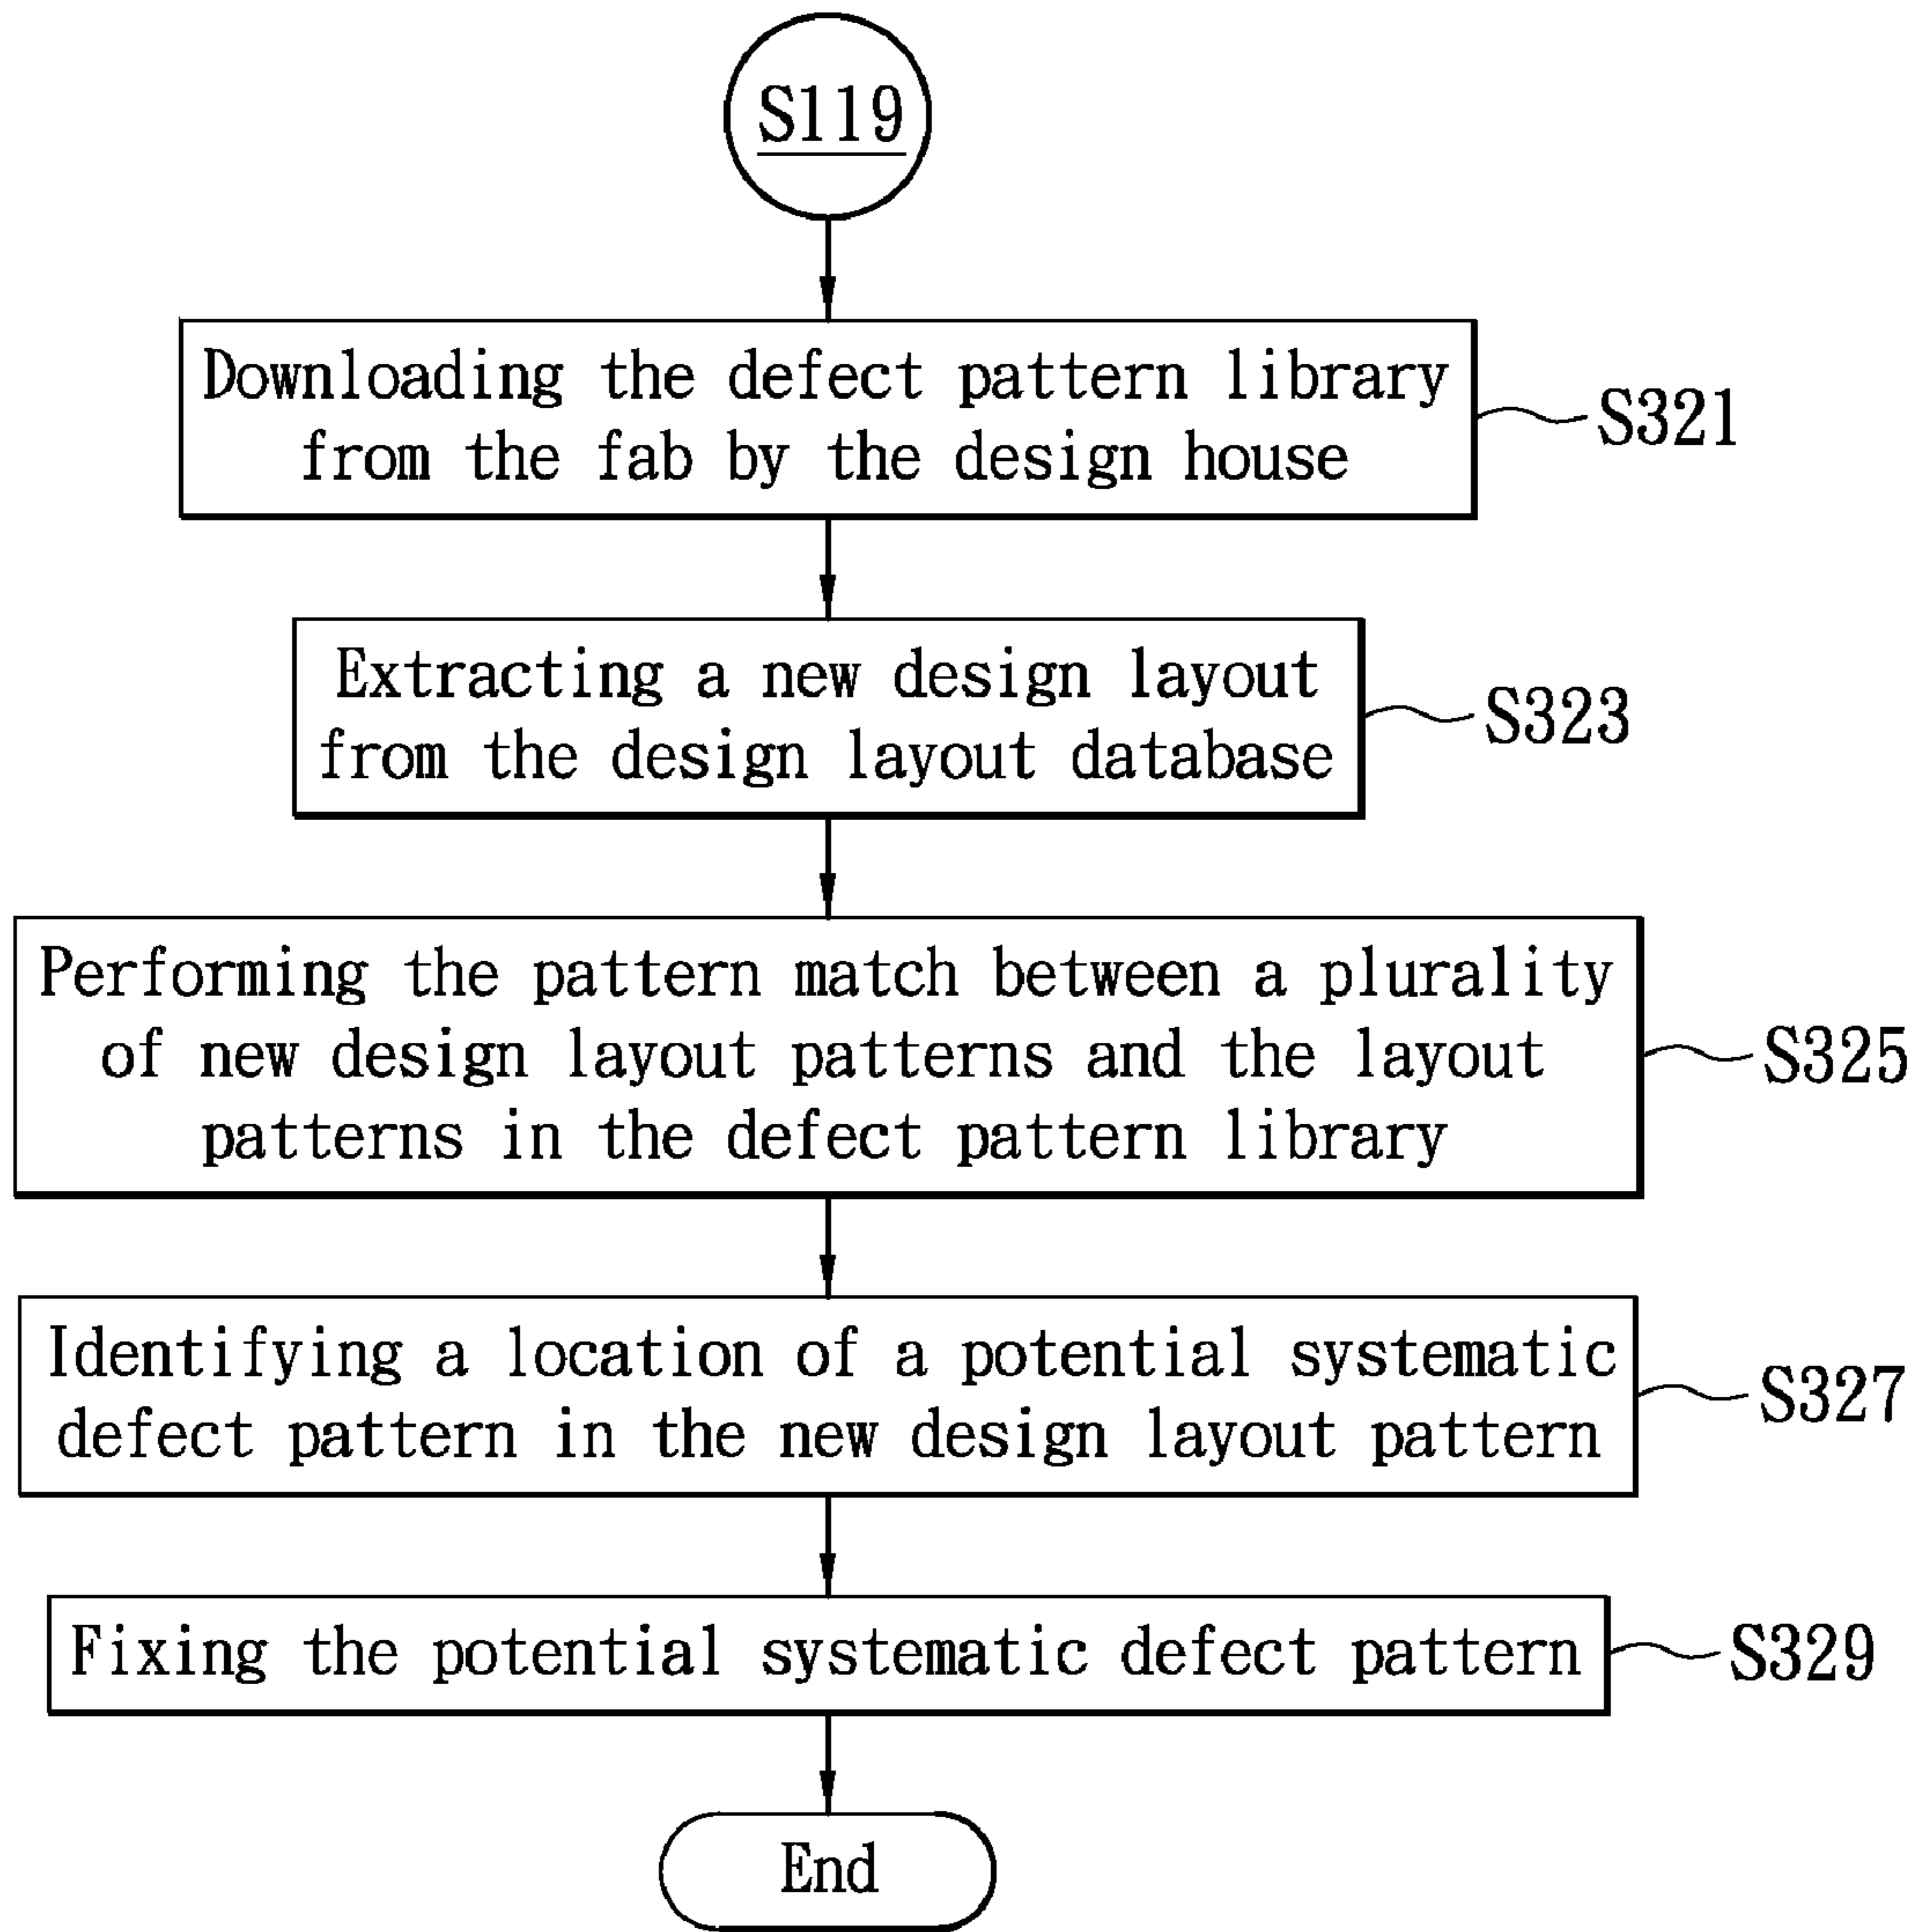 S119
Downloading the defect pattern library
from the fab by the design house
S321
Extracting a new design layout
from the design layout database
S323
Performing the pattern match between a plurality
of new design layout patterns and the layout
patterns in the defect pattern library
S325
Identifying a location of a potential systematic
defect pattern in the new design layout pattern
S327
Fixing the potential systematic defect pattern
S329
End